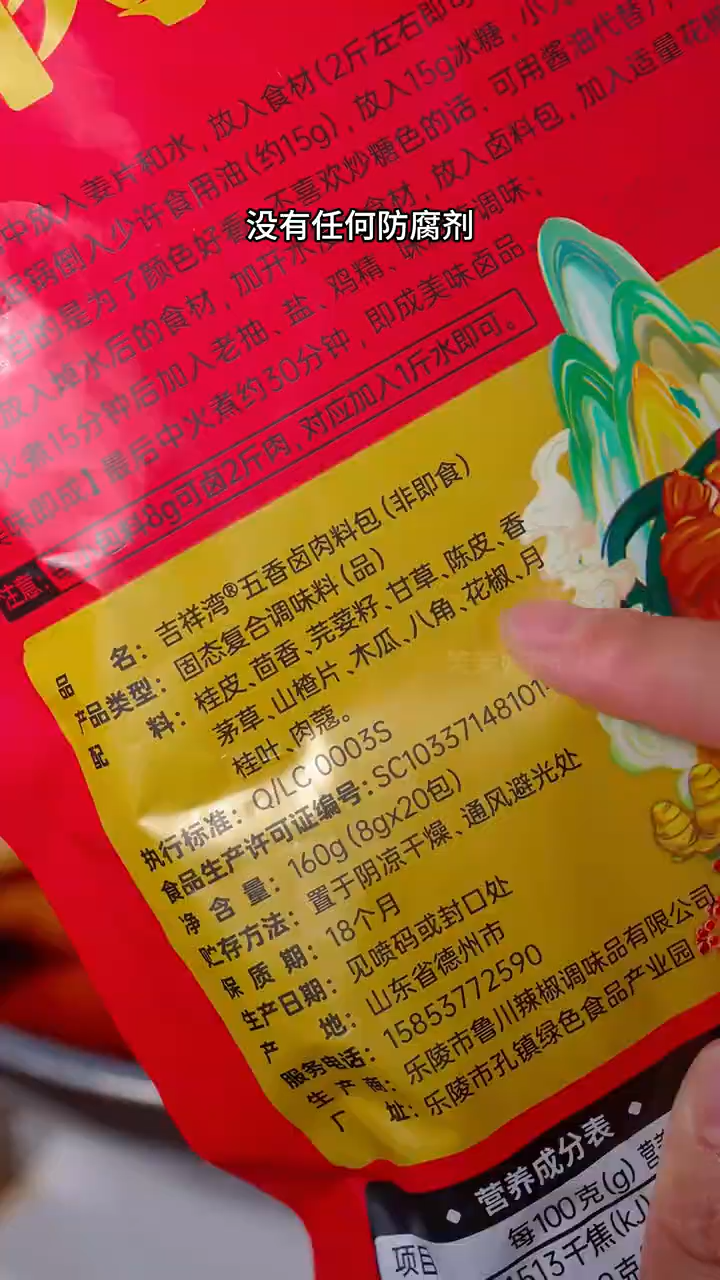 中放入姜片和水，放入食材(2斤左右即可
锅倒入少许食用油(约15g)，放入15g冰糖，小
目的是为了颜色好看，不喜欢炒糖色的话，可用酱油代替)，
放入焯水后的食材，加开水 食材，放入卤料包，加入适量花椒
火煮15分钟后加入老抽、盐、鸡精、味 调味；
美味即成】最后中火煮约30分钟，即成美味卤品
没有任何防腐剂
注意： 料8g可卤2斤肉，对应加入1斤水即可。
品 名：吉祥湾®五香卤肉料包(非即食)
产品类型：固态复合调味料(品)
配 料：桂皮、茴香、芫荽籽、甘草、陈皮、香
茅草、山楂片、木瓜、八角、花椒、月
桂叶、肉蔻。
执行标准：Q/LC 0003S
食品生产许可证编号：SC10337148101
净 含 量：160g(8gx20包)
贮存方法：置于阴凉干燥、通风避光处
保 质 期：18个月
生产日期：见喷码或封口处
产 地：山东省德州市
服务电话：15853772590
生 产 商：乐陵市鲁川辣椒调味品有限公司
厂 址：乐陵市孔镇绿色食品产业园
营养成分表
项目 每100克(g) 营
513千焦(kJ)